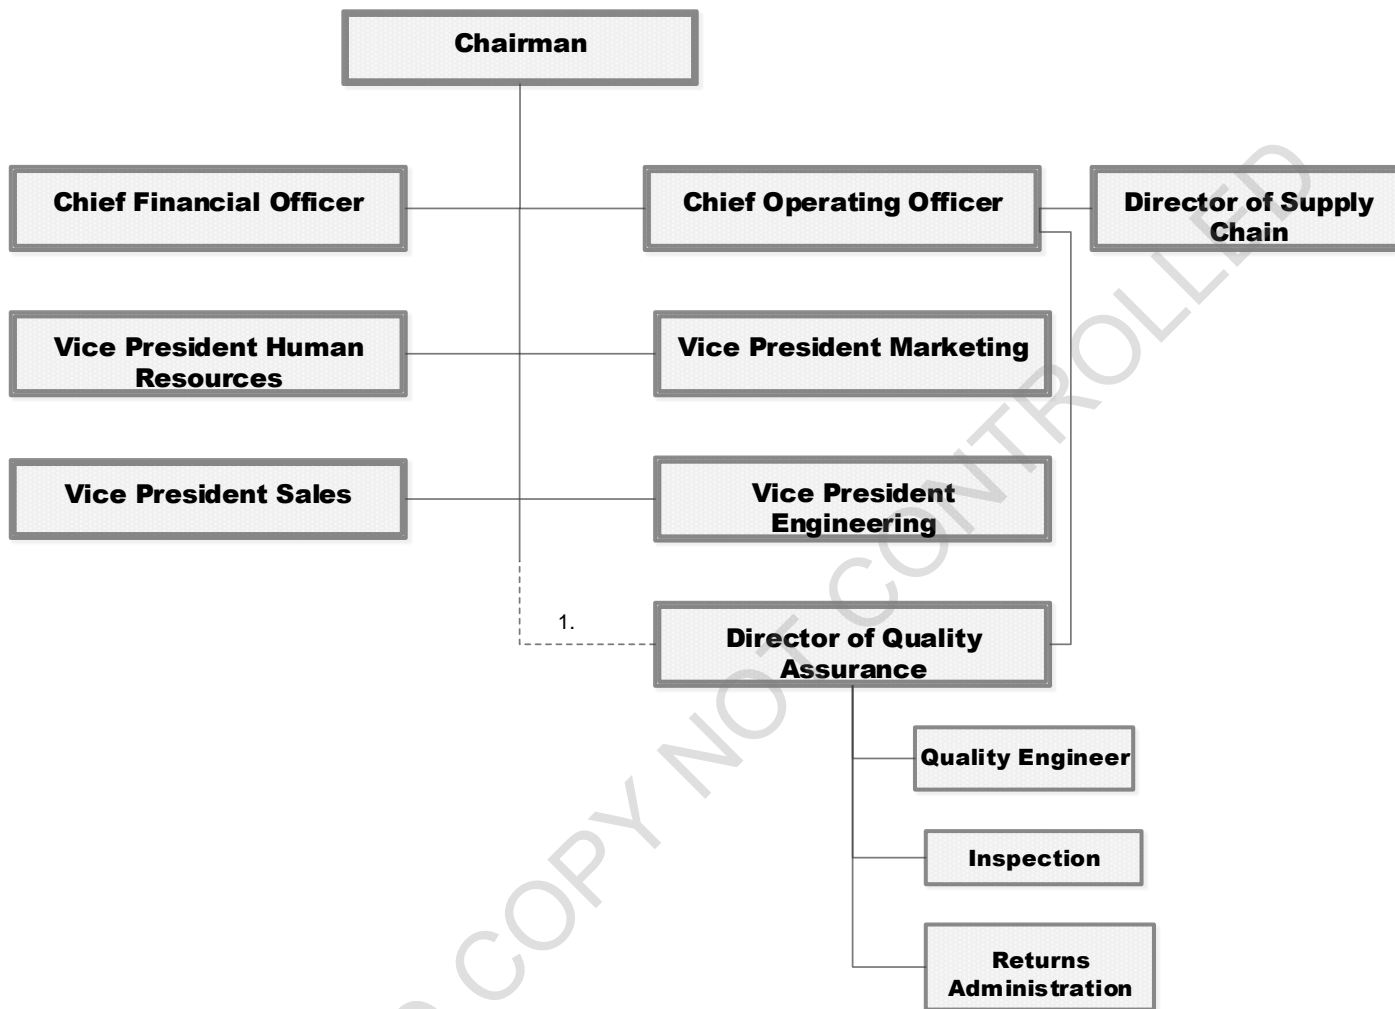 Chairman
Chief Financial Officer
Chief Operating Officer
Director of Supply
Chain
Vice President Human
Resources
Vice President Marketing
Vice President Sales
Vice President
Engineering
1.
Director of Quality
Assurance
Quality Engineer
Inspection
Returns
Administration
COPY NOT CONTROLLED